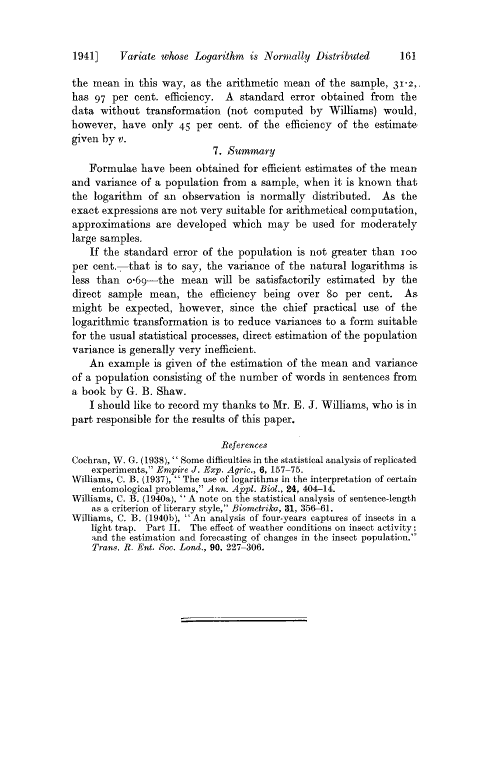 1941] Variate whose Logarithm is Normally Distributed 161
the mean in this way, as the arithmetic mean of the sample, 31·2,
has 97 per cent. efficiency. A standard error obtained from the
data without transformation (not computed by Williams) would,
however, have only 45 per cent. of the efficiency of the estimate
given by v.
7. Summary
Formulae have been obtained for efficient estimates of the mean
and variance of a population from a sample, when it is known that
the logarithm of an observation is normally distributed. As the
exact expressions are not very suitable for arithmetical computation,
approximations are developed which may be used for moderately
large samples.
If the standard error of the population is not greater than 100
per cent.—that is to say, the variance of the natural logarithms is
less than 0·69—the mean will be satisfactorily estimated by the
direct sample mean, the efficiency being over 80 per cent. As
might be expected, however, since the chief practical use of the
logarithmic transformation is to reduce variances to a form suitable
for the usual statistical processes, direct estimation of the population
variance is generally very inefficient.
An example is given of the estimation of the mean and variance
of a population consisting of the number of words in sentences from
a book by G. B. Shaw.
I should like to record my thanks to Mr. E. J. Williams, who is in
part responsible for the results of this paper.
References
Cochran, W. G. (1938), “Some difficulties in the statistical analysis of replicated
experiments,” Empire J. Exp. Agric., 6, 157–75.
Williams, C. B. (1937), “The use of logarithms in the interpretation of certain
entomological problems,” Ann. Appl. Biol., 24, 404–14.
Williams, C. B. (1940a), “A note on the statistical analysis of sentence-length
as a criterion of literary style,” Biometrika, 31, 356–61.
Williams, C. B. (1940b), “An analysis of four-years captures of insects in a
light trap. Part II. The effect of weather conditions on insect activity;
and the estimation and forecasting of changes in the insect population.”
Trans. R. Ent. Soc. Lond., 90, 227–306.